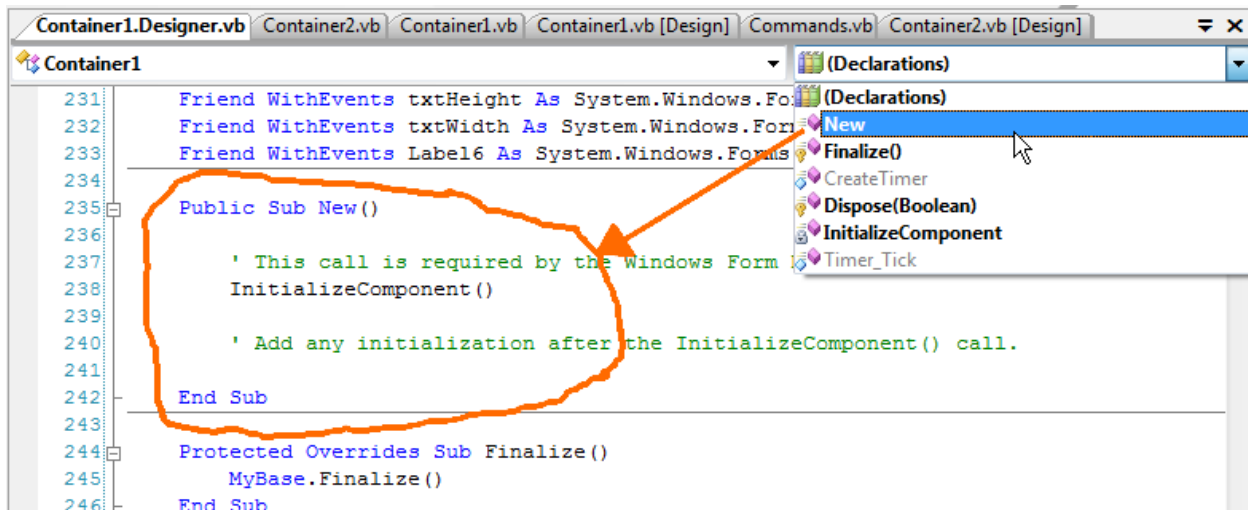 Container1.Designer.vb Container2.vb Container1.vb Container1.vb [Design] Commands.vb Container2.vb [Design]
Container1 (Declarations)
231 Friend WithEvents txtHeight As System.Windows.Fo
232 Friend WithEvents txtWidth As System.Windows.For
233 Friend WithEvents Label6 As System.Windows.Forms
234
235 Public Sub New()
236
237 ' This call is required by the Windows Form
238 InitializeComponent()
239
240 ' Add any initialization after the InitializeComponent() call.
241
242 End Sub
243
244 Protected Overrides Sub Finalize()
245 MyBase.Finalize()
246 End Sub
(Declarations)
New
Finalize()
CreateTimer
Dispose(Boolean)
InitializeComponent
Timer_Tick